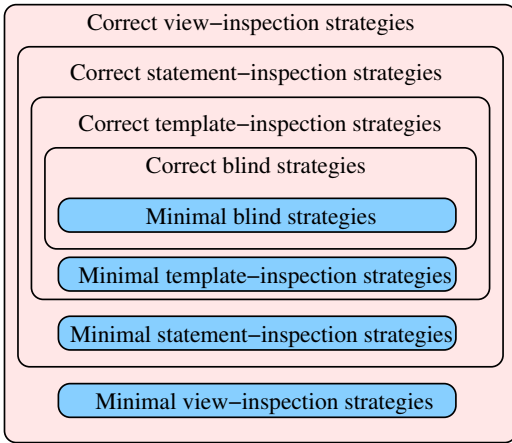 Correct view−inspection strategies
Correct statement−inspection strategies
Correct template−inspection strategies
Correct blind strategies
Minimal blind strategies
Minimal template−inspection strategies
Minimal statement−inspection strategies
Minimal view−inspection strategies